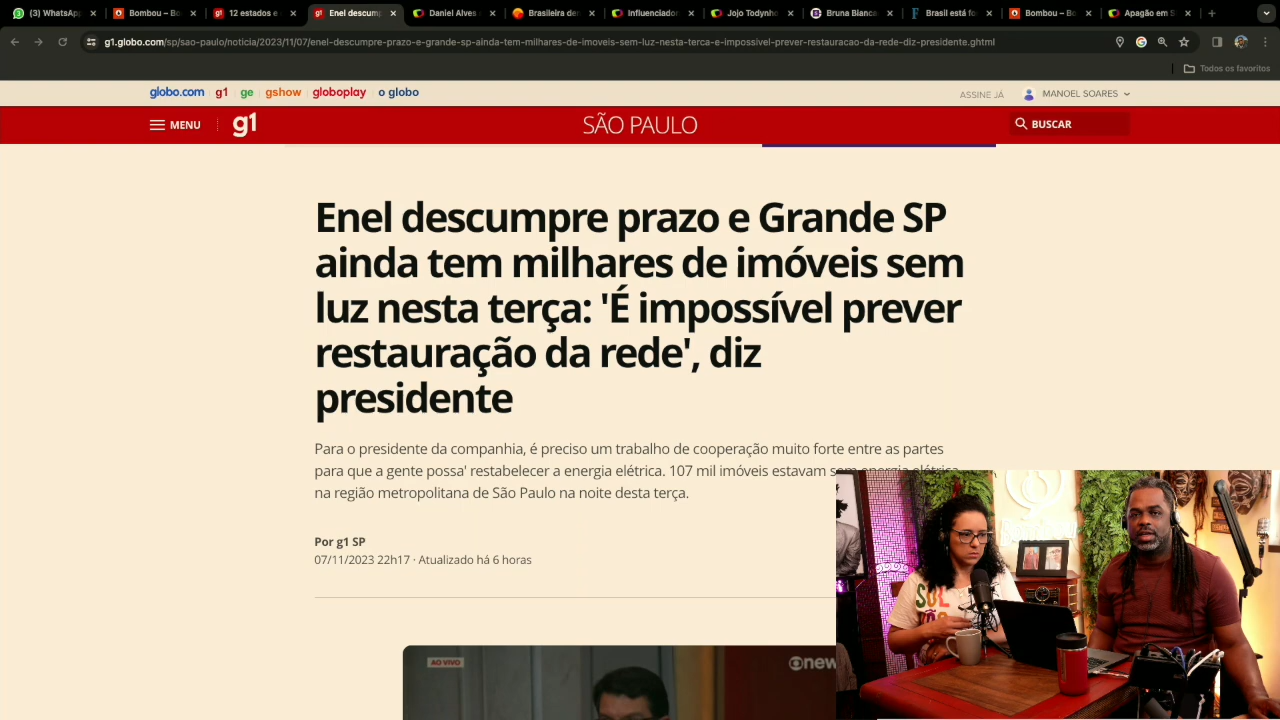 (3) WhatsAp
Bombou – Bo
12 estados e
Enel descump
Daniel Alves
Brasileira de
Influenciador
Jojo Todynho
Bruna Bianca
Brasil está fo
Bombou – Bo
Apagão em S
g1.globo.com/sp/sao-paulo/noticia/2023/11/07/enel-descumpre-prazo-e-grande-sp-ainda-tem-milhares-de-imoveis-sem-luz-nesta-terca-e-impossivel-prever-restauracao-da-rede-diz-presidente.ghtml
Todos os favoritos
globo.com g1 ge gshow globoplay o globo
ASSINE JÁ
MANOEL SOARES
MENU
g1
SÃO PAULO
BUSCAR
Enel descumpre prazo e Grande SP
ainda tem milhares de imóveis sem
luz nesta terça: 'É impossível prever
restauração da rede', diz
presidente
Para o presidente da companhia, é preciso um trabalho de cooperação muito forte entre as partes
para que a gente possa' restabelecer a energia elétrica. 107 mil imóveis estavam sem energia elétrica
na região metropolitana de São Paulo na noite desta terça.
Por g1 SP
07/11/2023 22h17 · Atualizado há 6 horas
AO VIVO
new